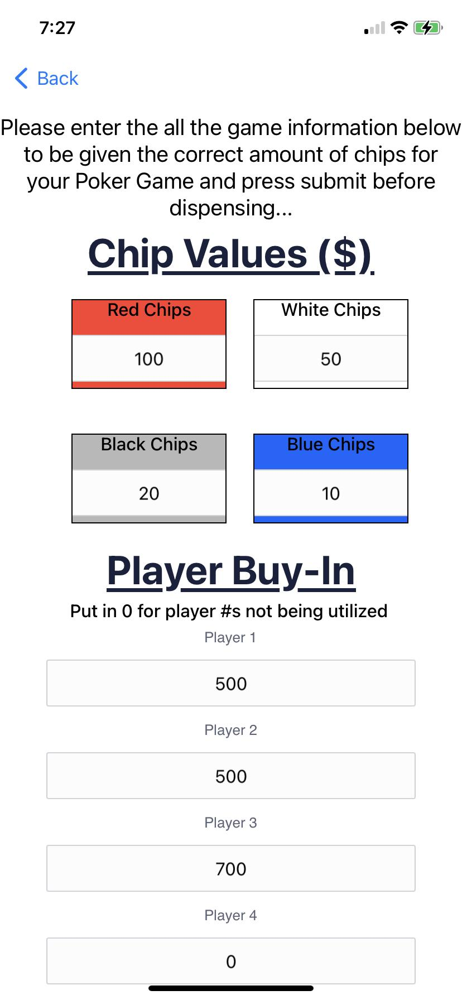 7:27
Back
Please enter the all the game information below
to be given the correct amount of chips for
your Poker Game and press submit before
dispensing...
Chip Values ($)
Red Chips
100
White Chips
50
Black Chips
20
Blue Chips
10
Player Buy-In
Put in 0 for player #s not being utilized
Player 1
500
Player 2
500
Player 3
700
Player 4
0